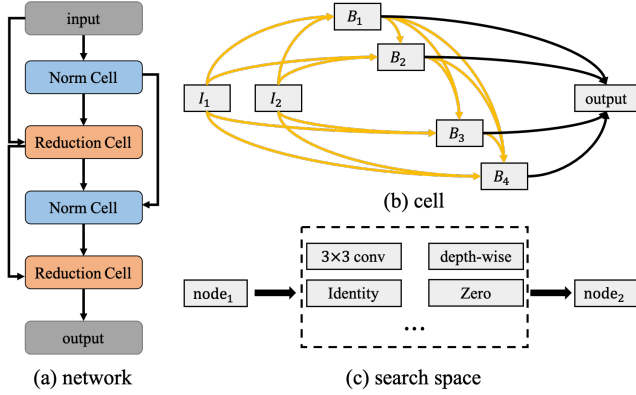 input
Norm Cell
Reduction Cell
Norm Cell
Reduction Cell
output
(a) network
B₁
B₂
I₁
I₂
output
B₃
B₄
(b) cell
3×3 conv
depth-wise
node₁
Identity
Zero
node₂
...
(c) search space